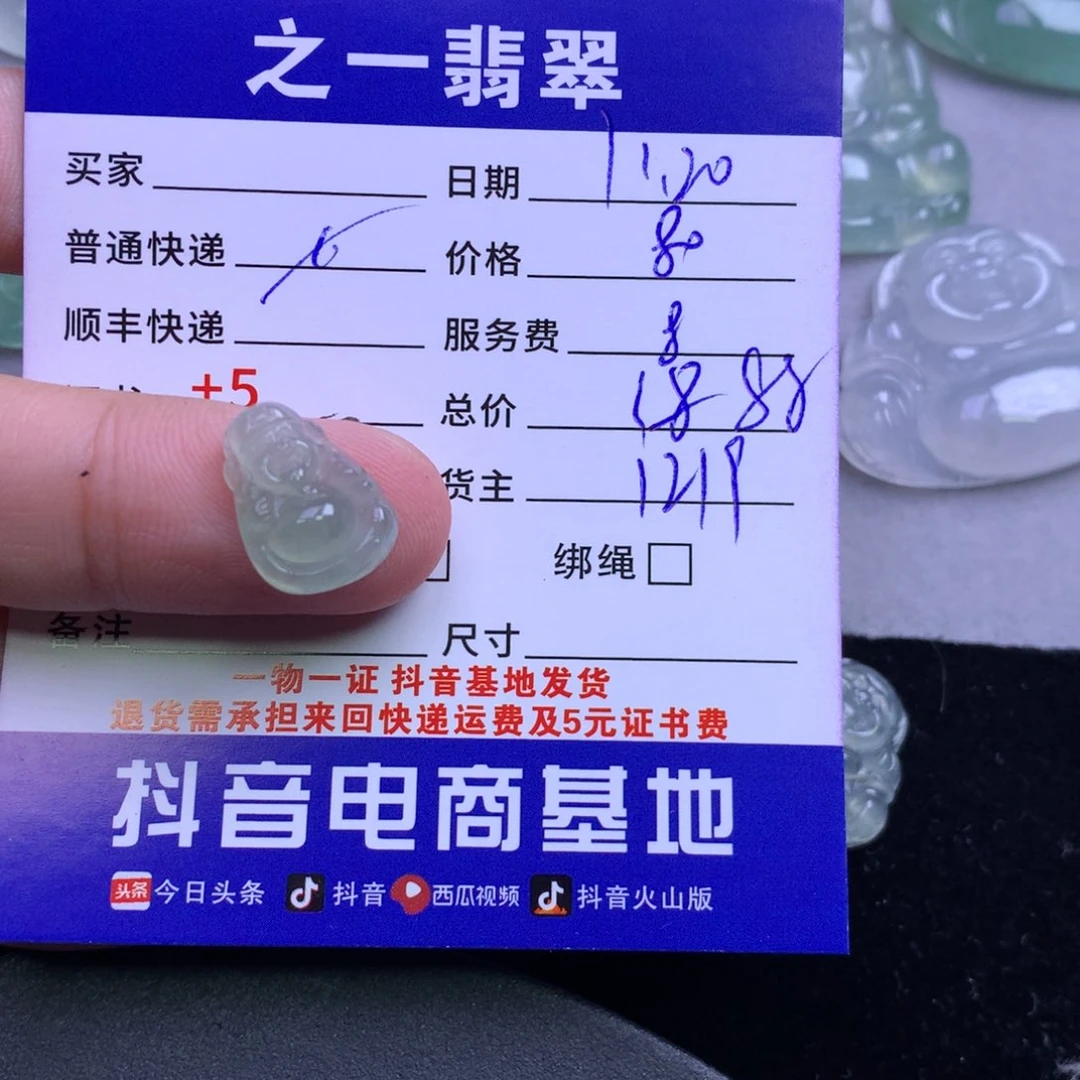 之一翡翠
买家 日期 11.20
普通快递 价格 80
顺丰快递 服务费 8
+5 总价
货主 1219
绑绳
备注 尺寸
一物一证 抖音基地发货
退货需承担来回快递运费及5元证书费
抖音电商基地
头条 今日头条 抖音 西瓜视频 抖音火山版